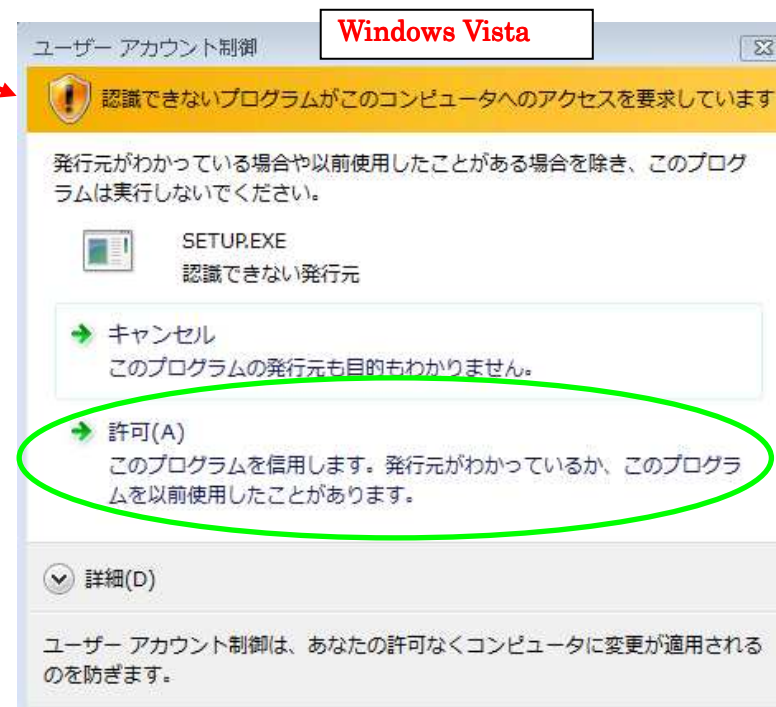 Windows Vista
ユーザー アカウント制御
認識できないプログラムがこのコンピュータへのアクセスを要求しています
発行元がわかっている場合や以前使用したことがある場合を除き、このプログ
ラムは実行しないでください。
SETUP.EXE
認識できない発行元
キャンセル
このプログラムの発行元も目的もわかりません。
許可(A)
このプログラムを信用します。発行元がわかっているか、このプログラ
ムを以前使用したことがあります。
詳細(D)
ユーザー アカウント制御は、あなたの許可なくコンピュータに変更が適用される
のを防ぎます。